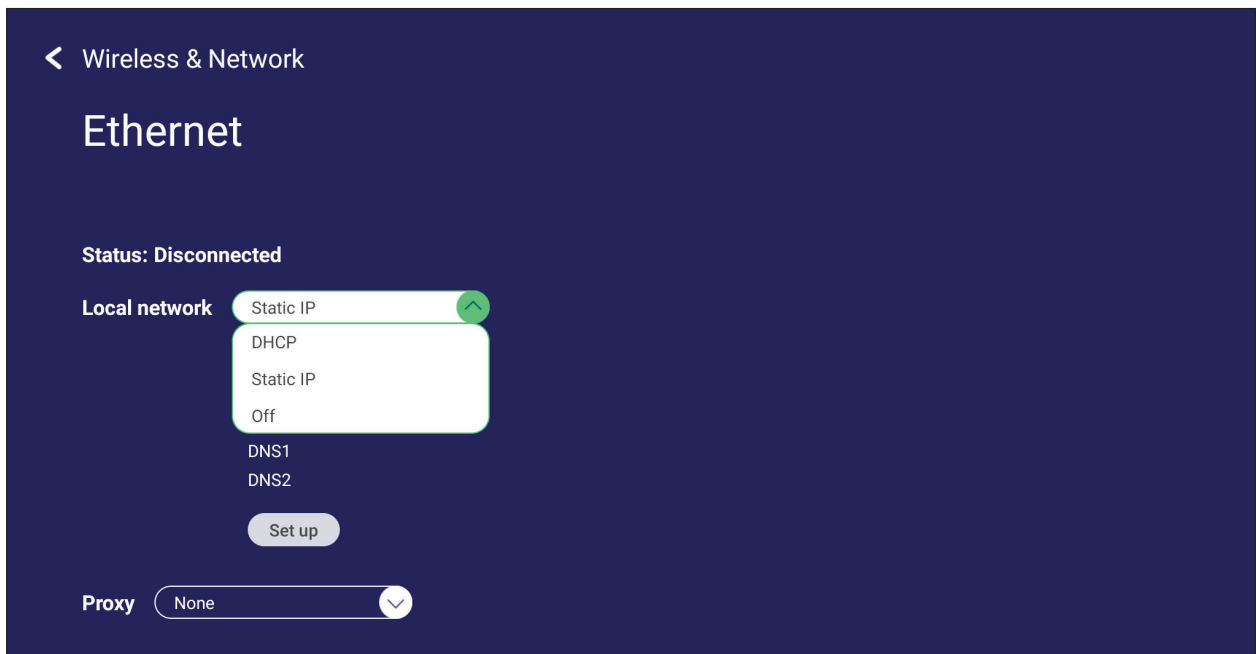 Wireless & Network
Ethernet
Status: Disconnected
Local network Static IP
DHCP
Static IP
Off
DNS1
DNS2
Set up
Proxy None